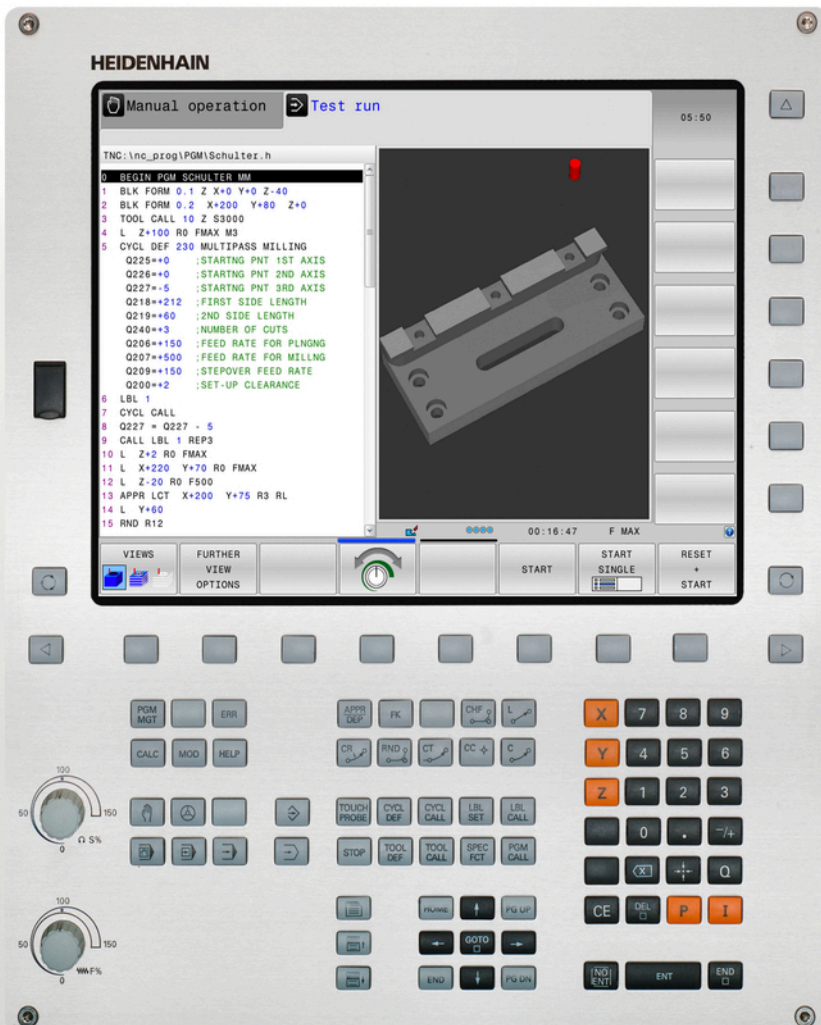 HEIDENHAIN
Manual operation
Test run
05:50
TNC:\nc_prog\PGM\Schulter.h
0 BEGIN PGM SCHULTER MM
1 BLK FORM 0.1 Z X+0 Y+0 Z-40
2 BLK FORM 0.2 X+200 Y+80 Z+0
3 TOOL CALL 10 Z S3000
4 L Z+100 R0 FMAX M3
5 CYCL DEF 230 MULTIPASS MILLING
Q225=+0 ;STARTNG PNT 1ST AXIS
Q226=+0 ;STARTNG PNT 2ND AXIS
Q227=-5 ;STARTNG PNT 3RD AXIS
Q218=+212 ;FIRST SIDE LENGTH
Q219=+60 ;2ND SIDE LENGTH
Q240=+3 ;NUMBER OF CUTS
Q206=+150 ;FEED RATE FOR PLNGNG
Q207=+500 ;FEED RATE FOR MILLNG
Q209=+150 ;STEPOVER FEED RATE
Q200=+2 ;SET-UP CLEARANCE
6 LBL 1
7 CYCL CALL
8 Q227 = Q227 - 5
9 CALL LBL 1 REP3
10 L Z+2 R0 FMAX
11 L X+220 Y+70 R0 FMAX
12 L Z-20 R0 F500
13 APPR LCT X+200 Y+75 R3 RL
14 L Y+60
15 RND R12
00:16:47 F MAX
VIEWS
FURTHER
VIEW
OPTIONS
START
START
SINGLE
RESET
+
START
PGM
MGT
ERR
CALC MOD HELP
APPR
DEP
FK
CHF
L
CR
RND
CT
CC
C
X 7 8 9
Y 4 5 6
Z 1 2 3
0 . -/+
Q
CE
DEL
P I
NO
ENT
ENT
END
TOUCH
PROBE
CYCL
DEF
CYCL
CALL
LBL
SET
LBL
CALL
STOP
TOOL
DEF
TOOL
CALL
SPEC
FCT
PGM
CALL
HOME
PG UP
GOTO
END
PG DN
100
50
150
0
S%
100
50
150
0
F%